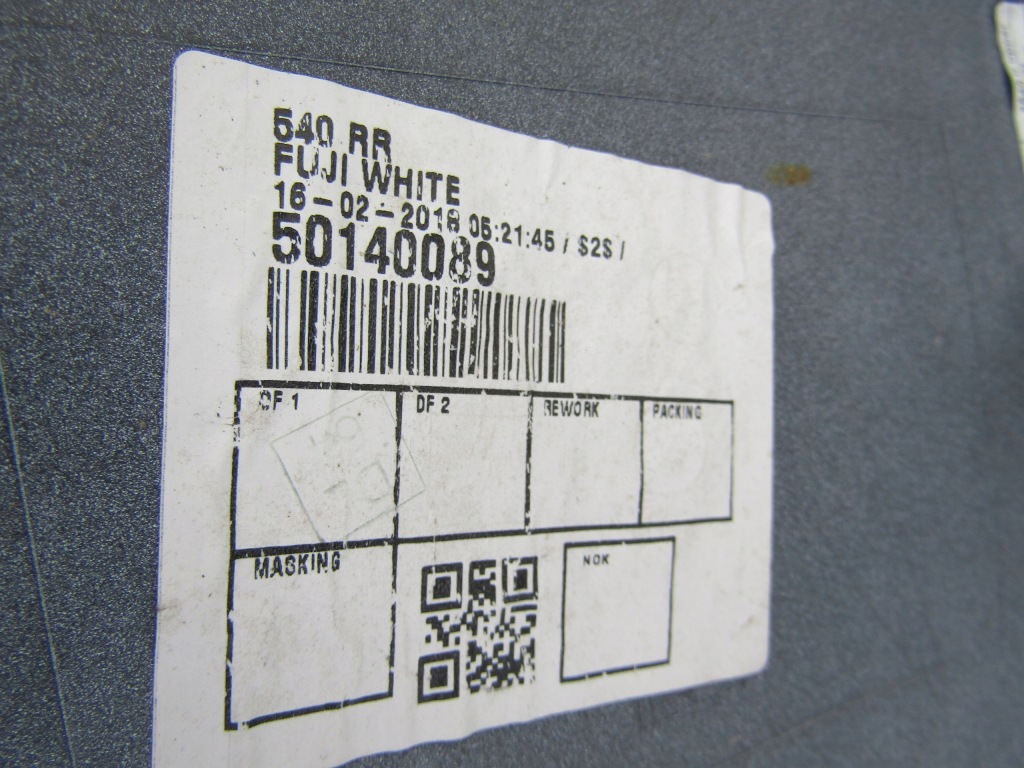 540 RR
FUJI WHITE
16-02-2018 05:21:45 / S2S /
50140089
DF 1
DF 2
REWORK
PACKING
MASKING
NOK